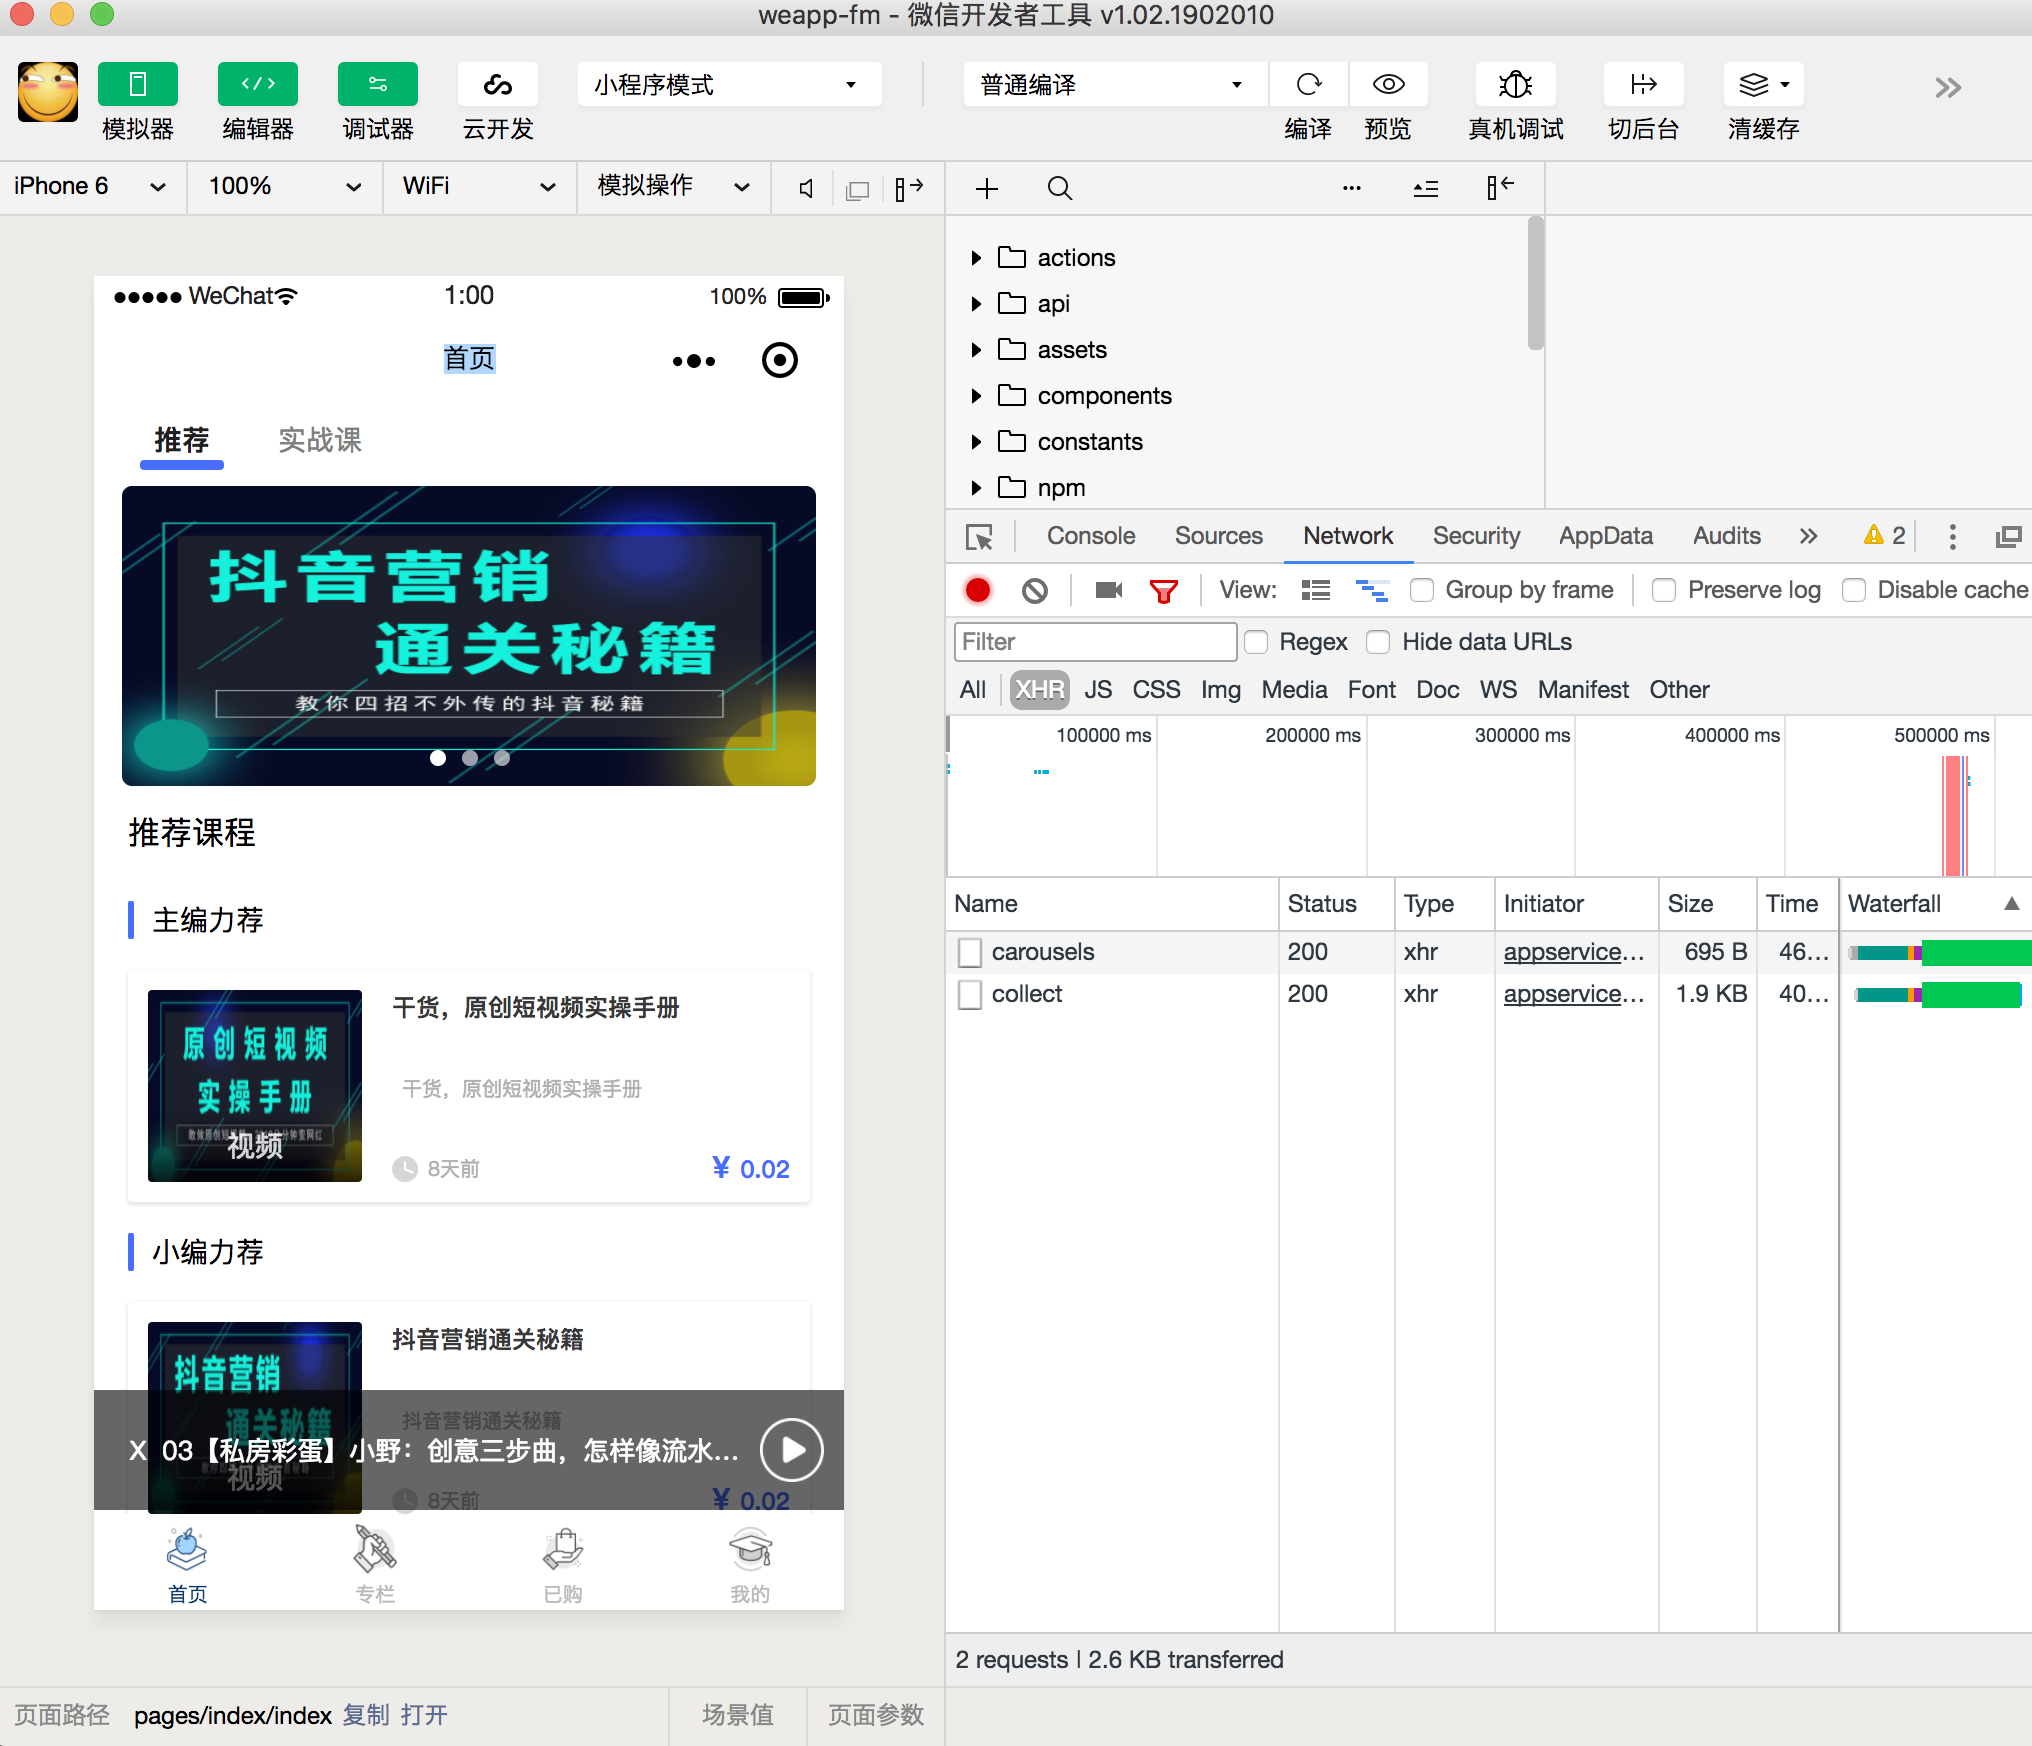 weapp-fm - 微信开发者工具 v1.02.1902010
小程序模式
普通编译
模拟器 编辑器 调试器 云开发 编译 预览 真机调试 切后台 清缓存
iPhone 6 100% WiFi 模拟操作
WeChat 1:00 100%
首页
推荐 实战课
抖音营销
通关秘籍
教你四招不外传的抖音秘籍
推荐课程
主编力荐
原创短视频
实操手册
视频
干货，原创短视频实操手册
干货，原创短视频实操手册
8天前 ¥ 0.02
小编力荐
抖音营销
通关秘籍
视频
抖音营销通关秘籍
抖音营销通关秘籍
8天前 ¥ 0.02
X 03【私房彩蛋】小野：创意三步曲，怎样像流水...
首页 专栏 已购 我的
页面路径 pages/index/index 复制 打开 场景值 页面参数
actions
api
assets
components
constants
npm
Console Sources Network Security AppData Audits 2
View: Group by frame Preserve log Disable cache
Filter Regex Hide data URLs
All XHR JS CSS Img Media Font Doc WS Manifest Other
100000 ms 200000 ms 300000 ms 400000 ms 500000 ms
Name Status Type Initiator Size Time Waterfall
carousels 200 xhr appservice... 695 B 46...
collect 200 xhr appservice... 1.9 KB 40...
2 requests | 2.6 KB transferred